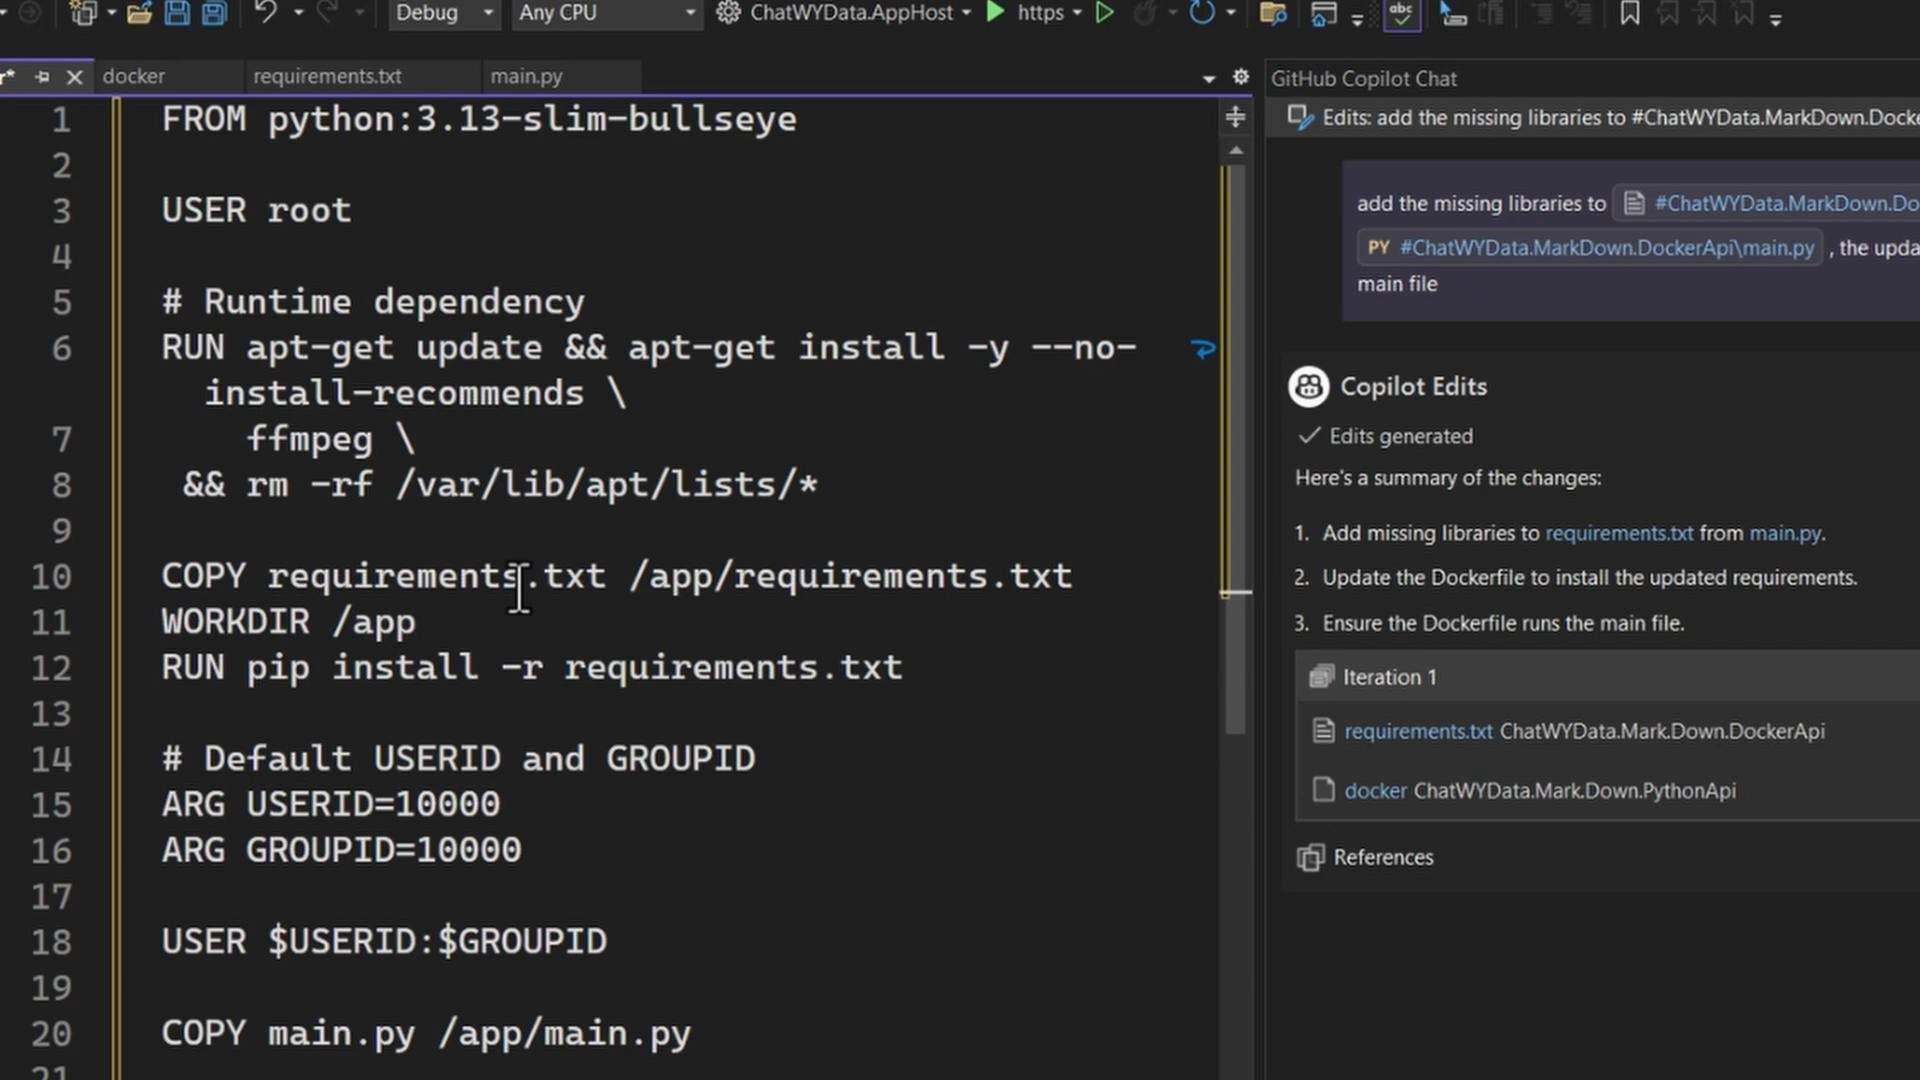 Debug
Any CPU
ChatWYData.AppHost
https
abc
r*
docker
requirements.txt
main.py
1 FROM python:3.13-slim-bullseye
2
3 USER root
4
5 # Runtime dependency
6 RUN apt-get update && apt-get install -y --no-
install-recommends \
7 ffmpeg \
8 && rm -rf /var/lib/apt/lists/*
9
10 COPY requirements.txt /app/requirements.txt
11 WORKDIR /app
12 RUN pip install -r requirements.txt
13
14 # Default USERID and GROUPID
15 ARG USERID=10000
16 ARG GROUPID=10000
17
18 USER $USERID:$GROUPID
19
20 COPY main.py /app/main.py
21
GitHub Copilot Chat
Edits: add the missing libraries to #ChatWYData.MarkDown.Docke
add the missing libraries to #ChatWYData.MarkDown.Do
PY #ChatWYData.MarkDown.DockerApi\main.py , the upda
main file
Copilot Edits
Edits generated
Here's a summary of the changes:
1. Add missing libraries to requirements.txt from main.py.
2. Update the Dockerfile to install the updated requirements.
3. Ensure the Dockerfile runs the main file.
Iteration 1
requirements.txt ChatWYData.Mark.Down.DockerApi
docker ChatWYData.Mark.Down.PythonApi
References